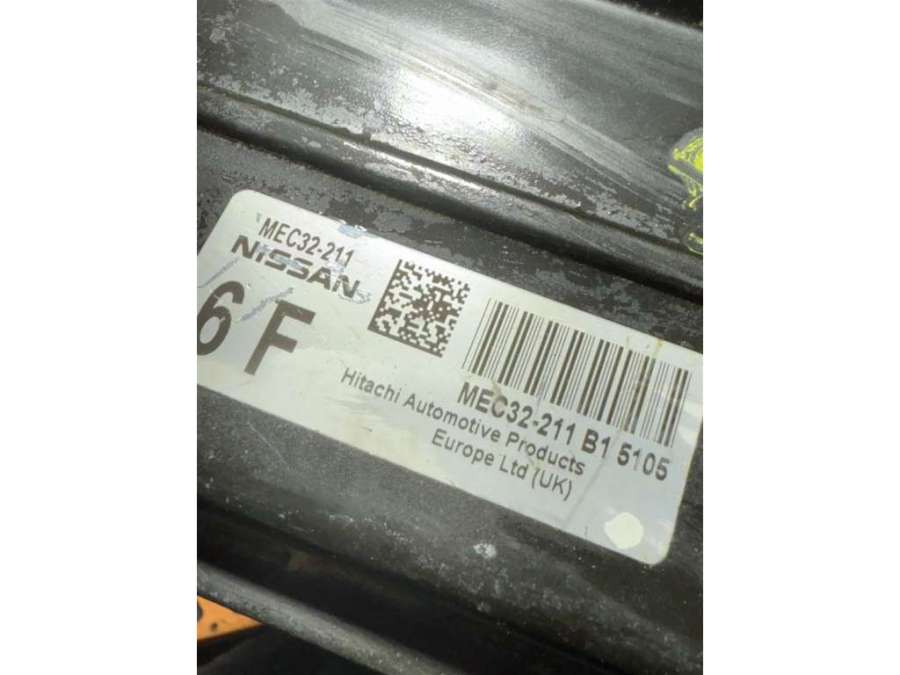 MEC32-211
NISSAN
6 F
MEC32-211 B1 5105
Hitachi Automotive Products
Europe Ltd (UK)